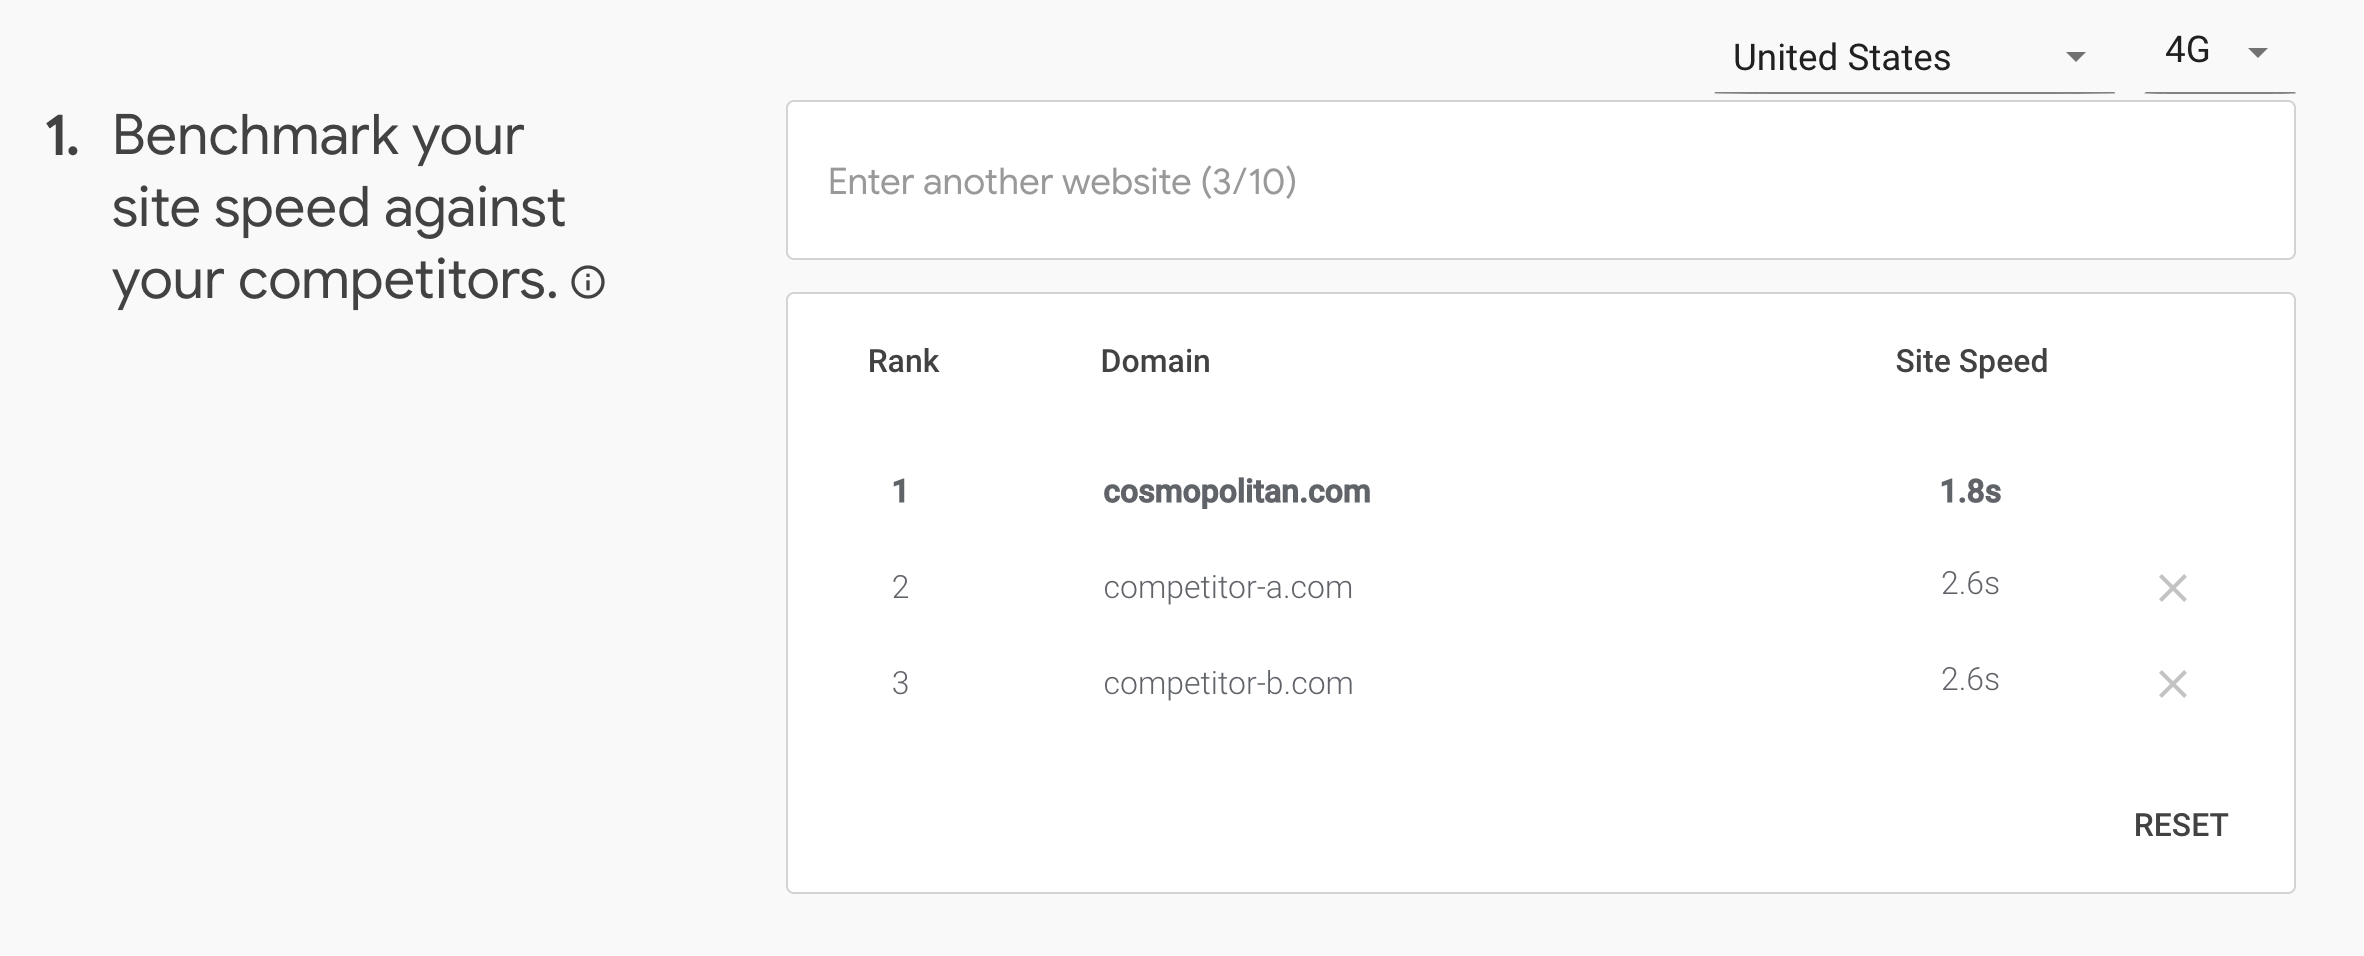 United States 4G
1. Benchmark your
site speed against
your competitors.
Enter another website (3/10)
Rank Domain Site Speed
1 cosmopolitan.com 1.8s
2 competitor-a.com 2.6s
3 competitor-b.com 2.6s
RESET